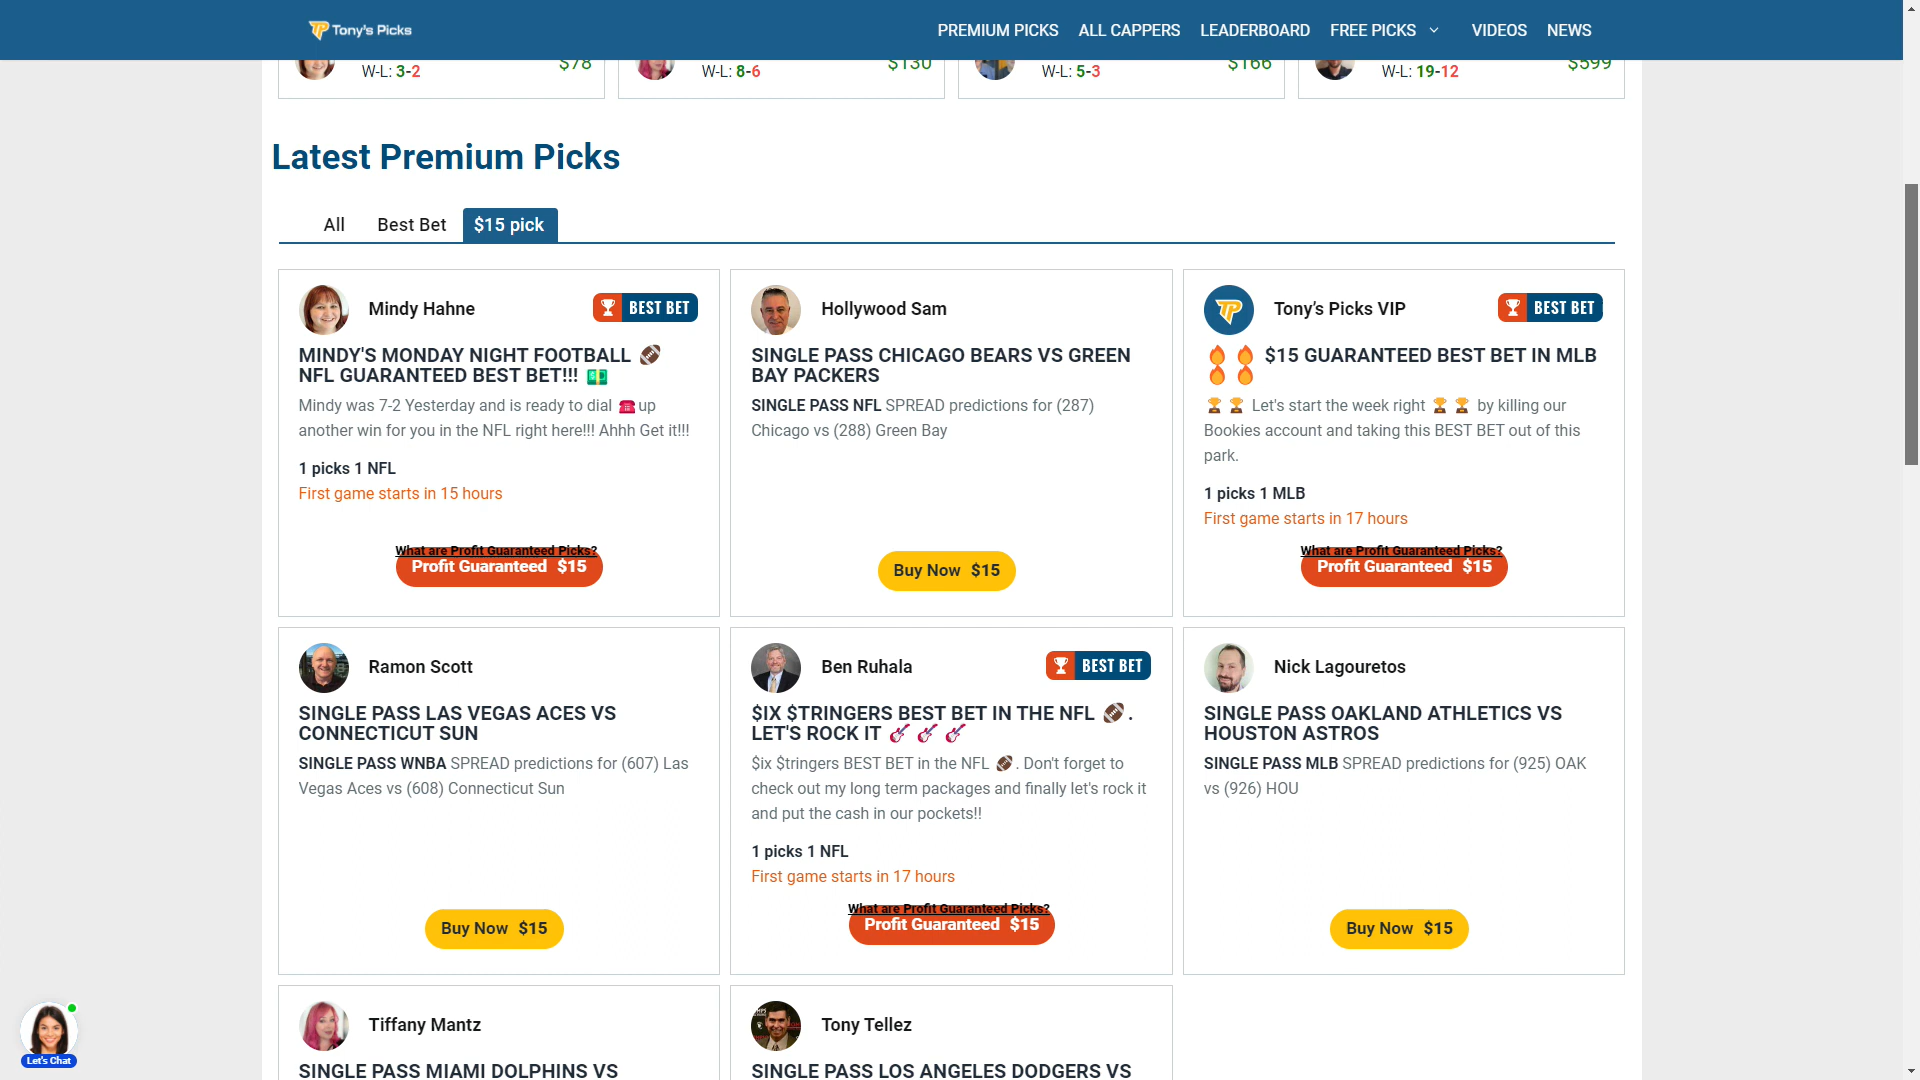 Tony's Picks
PREMIUM PICKS ALL CAPPERS LEADERBOARD FREE PICKS VIDEOS NEWS
W-L: 3-2 $78
W-L: 8-6 $130
W-L: 5-3 $166
W-L: 19-12 $599
Latest Premium Picks
All Best Bet $15 pick
Mindy Hahne BEST BET
MINDY'S MONDAY NIGHT FOOTBALL 🏈
NFL GUARANTEED BEST BET!!! 💵
Mindy was 7-2 Yesterday and is ready to dial ☎️up
another win for you in the NFL right here!!! Ahhh Get it!!!
1 picks 1 NFL
First game starts in 15 hours
What are Profit Guaranteed Picks?
Profit Guaranteed $15
Hollywood Sam
SINGLE PASS CHICAGO BEARS VS GREEN
BAY PACKERS
SINGLE PASS NFL SPREAD predictions for (287)
Chicago vs (288) Green Bay
Buy Now $15
Tony's Picks VIP BEST BET
🔥🔥 $15 GUARANTEED BEST BET IN MLB
🔥🔥
🏆🏆 Let's start the week right 🏆🏆 by killing our
Bookies account and taking this BEST BET out of this
park.
1 picks 1 MLB
First game starts in 17 hours
What are Profit Guaranteed Picks?
Profit Guaranteed $15
Ramon Scott
SINGLE PASS LAS VEGAS ACES VS
CONNECTICUT SUN
SINGLE PASS WNBA SPREAD predictions for (607) Las
Vegas Aces vs (608) Connecticut Sun
Buy Now $15
Ben Ruhala BEST BET
$IX $TRINGERS BEST BET IN THE NFL 🏈.
LET'S ROCK IT 🎸🎸🎸
$ix $tringers BEST BET in the NFL 🏈. Don't forget to
check out my long term packages and finally let's rock it
and put the cash in our pockets!!
1 picks 1 NFL
First game starts in 17 hours
What are Profit Guaranteed Picks?
Profit Guaranteed $15
Nick Lagouretos
SINGLE PASS OAKLAND ATHLETICS VS
HOUSTON ASTROS
SINGLE PASS MLB SPREAD predictions for (925) OAK
vs (926) HOU
Buy Now $15
Tiffany Mantz
SINGLE PASS MIAMI DOLPHINS VS
Tony Tellez
SINGLE PASS LOS ANGELES DODGERS VS
Let's Chat